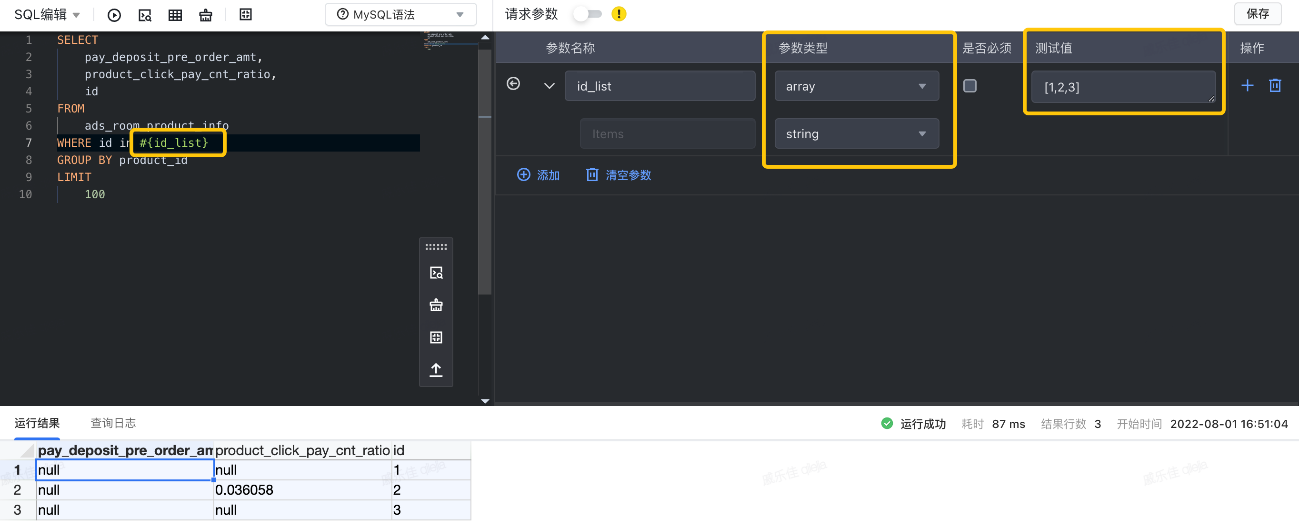 SQL编辑
MySQL语法
请求参数
保存
1 SELECT
2 pay_deposit_pre_order_amt,
3 product_click_pay_cnt_ratio,
4 id
5 FROM
6 ads_room_product_info
7 WHERE id in #{id_list}
8 GROUP BY product_id
9 LIMIT
10 100
参数名称 参数类型 是否必须 测试值 操作
id_list array [1,2,3]
Items string
添加 清空参数
运行结果 查询日志 运行成功 耗时 87 ms 结果行数 3 开始时间 2022-08-01 16:51:04
pay_deposit_pre_order_am product_click_pay_cnt_ratio id
1 null null 1
2 null 0.036058 2
3 null null 3